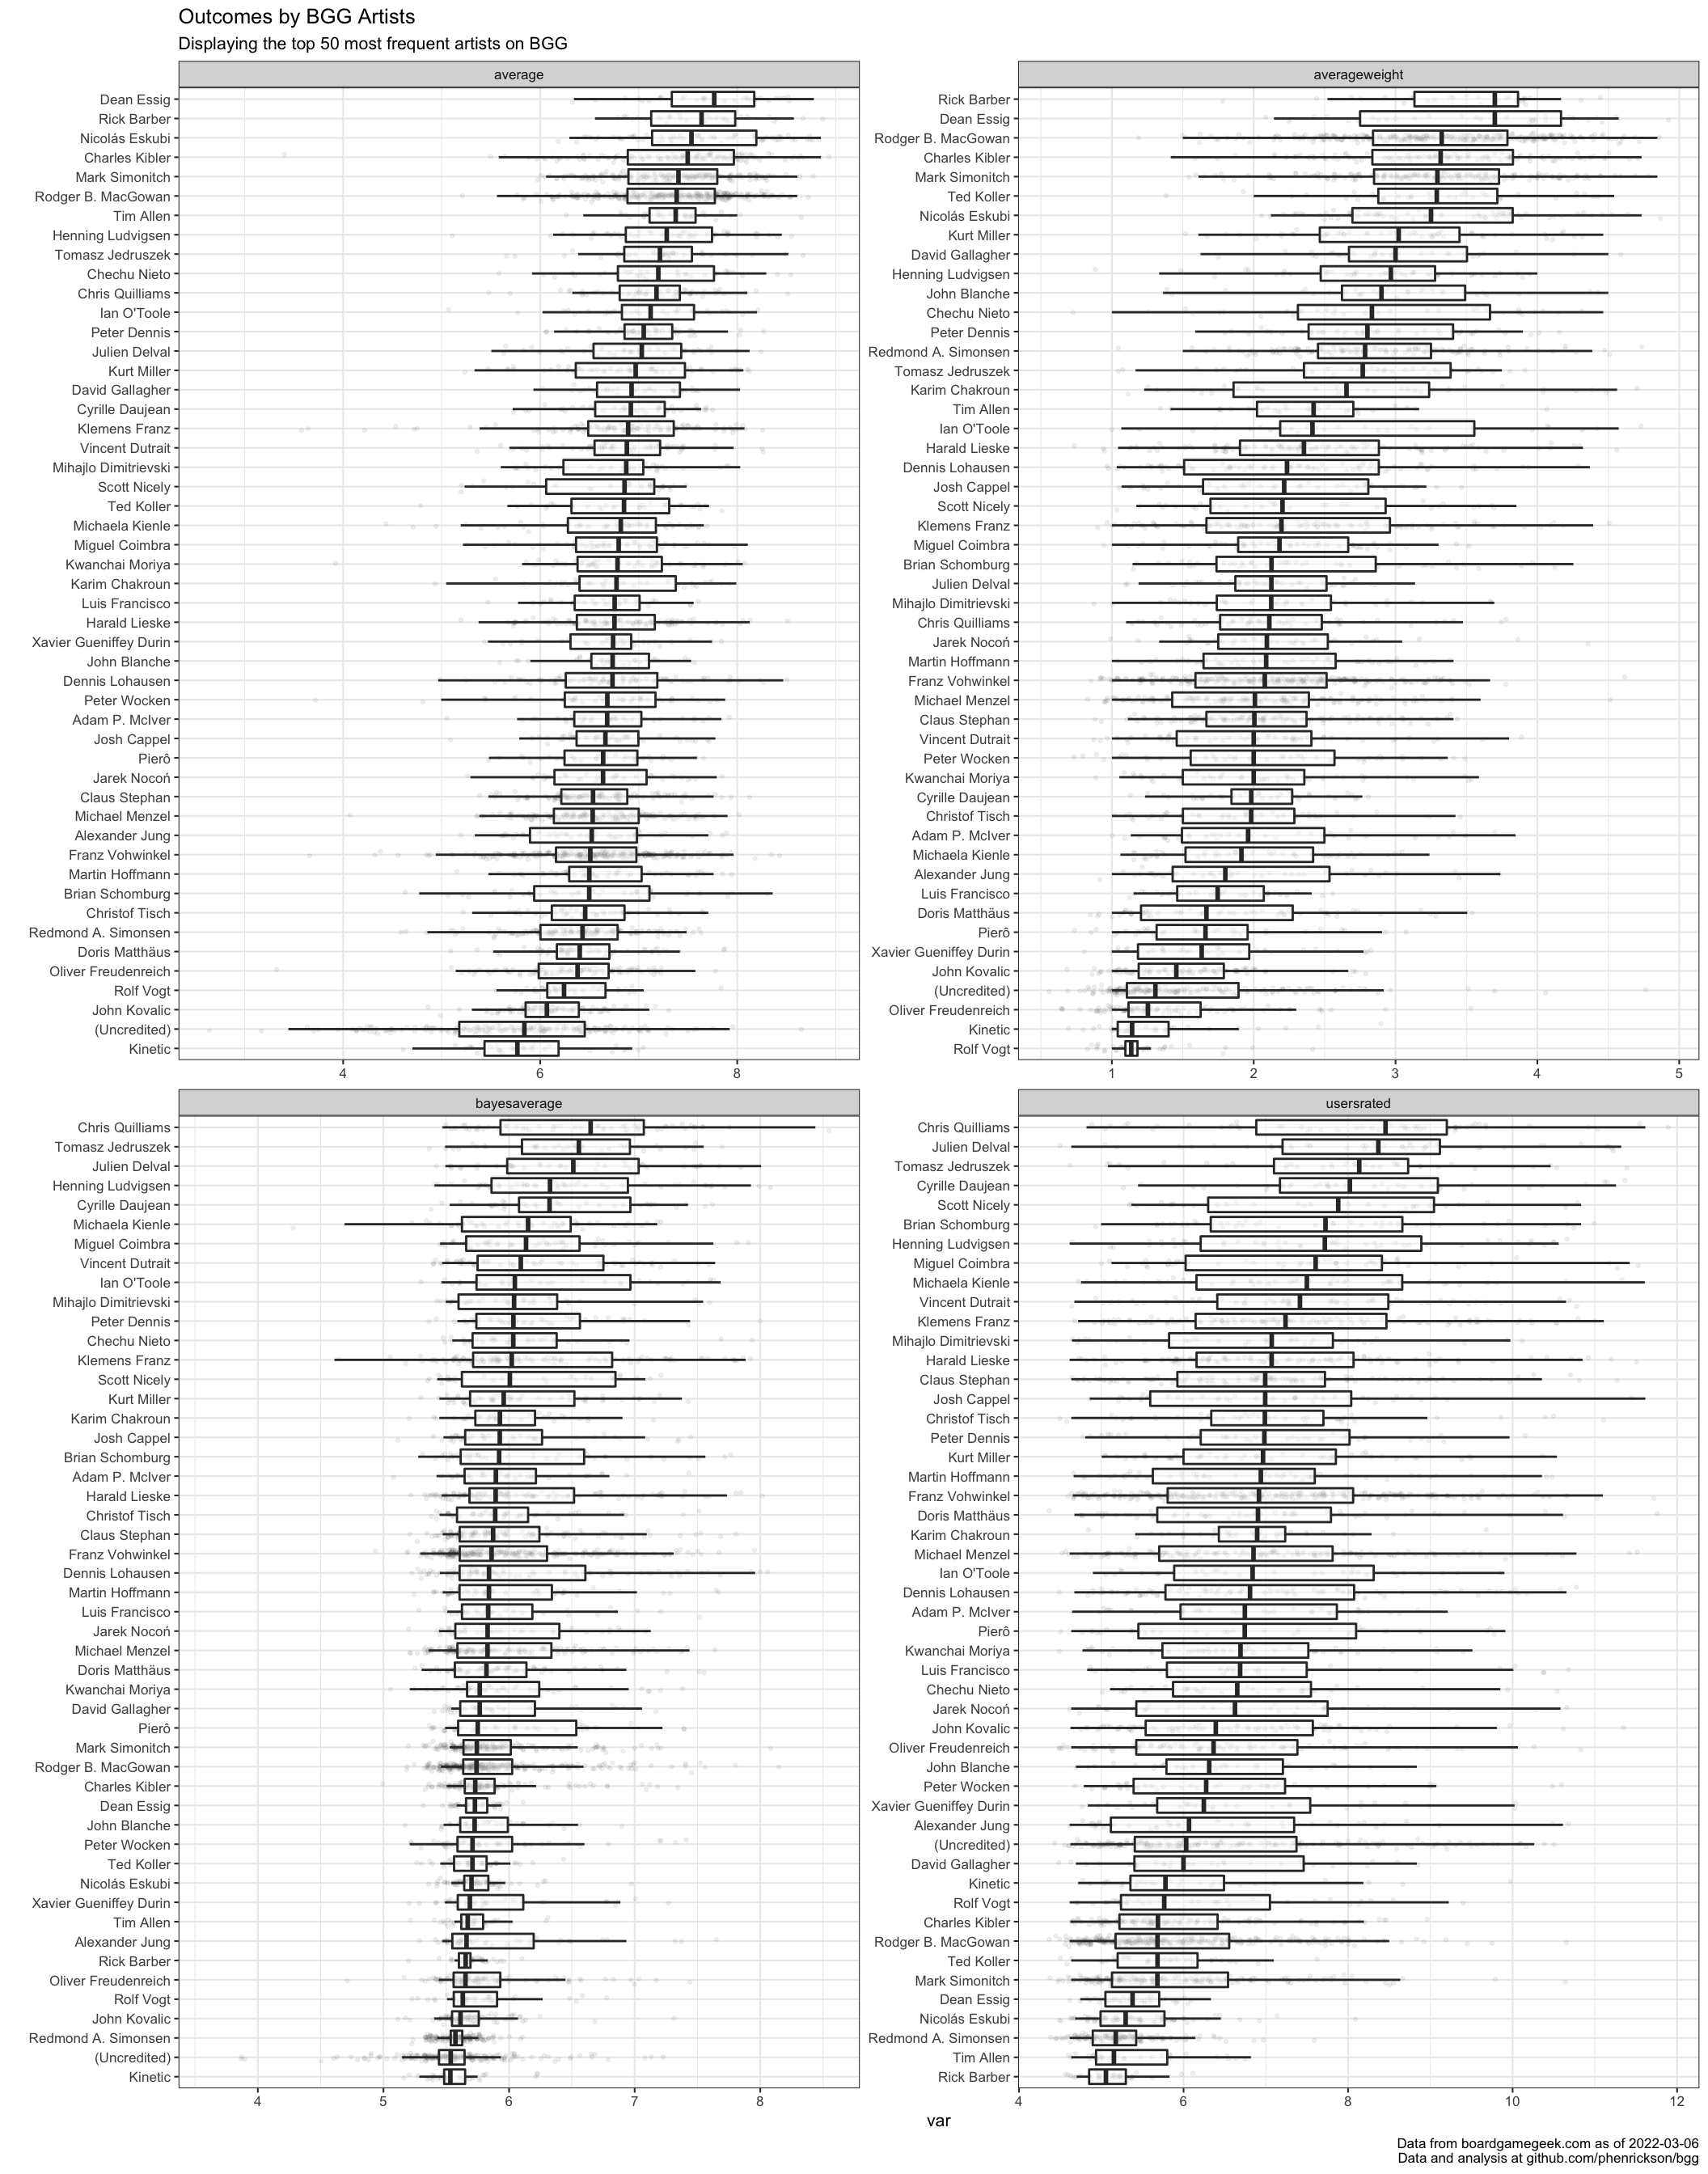 Outcomes by BGG Artists
Displaying the top 50 most frequent artists on BGG
average
Dean Essig
Rick Barber
Nicolás Eskubi
Charles Kibler
Mark Simonitch
Rodger B. MacGowan
Tim Allen
Henning Ludvigsen
Tomasz Jedruszek
Chechu Nieto
Chris Quilliams
Ian O'Toole
Peter Dennis
Julien Delval
Kurt Miller
David Gallagher
Cyrille Daujean
Klemens Franz
Vincent Dutrait
Mihajlo Dimitrievski
Scott Nicely
Ted Koller
Michaela Kienle
Miguel Coimbra
Kwanchai Moriya
Karim Chakroun
Luis Francisco
Harald Lieske
Xavier Gueniffey Durin
John Blanche
Dennis Lohausen
Peter Wocken
Adam P. McIver
Josh Cappel
Pierô
Jarek Nocoń
Claus Stephan
Michael Menzel
Alexander Jung
Franz Vohwinkel
Martin Hoffmann
Brian Schomburg
Christof Tisch
Redmond A. Simonsen
Doris Matthäus
Oliver Freudenreich
Rolf Vogt
John Kovalic
(Uncredited)
Kinetic
4 6 8
averageweight
Rick Barber
Dean Essig
Rodger B. MacGowan
Charles Kibler
Mark Simonitch
Ted Koller
Nicolás Eskubi
Kurt Miller
David Gallagher
Henning Ludvigsen
John Blanche
Chechu Nieto
Peter Dennis
Redmond A. Simonsen
Tomasz Jedruszek
Karim Chakroun
Tim Allen
Ian O'Toole
Harald Lieske
Dennis Lohausen
Josh Cappel
Scott Nicely
Klemens Franz
Miguel Coimbra
Brian Schomburg
Julien Delval
Mihajlo Dimitrievski
Chris Quilliams
Jarek Nocoń
Martin Hoffmann
Franz Vohwinkel
Michael Menzel
Claus Stephan
Vincent Dutrait
Peter Wocken
Kwanchai Moriya
Cyrille Daujean
Christof Tisch
Adam P. McIver
Michaela Kienle
Alexander Jung
Luis Francisco
Doris Matthäus
Pierô
Xavier Gueniffey Durin
John Kovalic
(Uncredited)
Oliver Freudenreich
Kinetic
Rolf Vogt
1 2 3 4 5
bayesaverage
Chris Quilliams
Tomasz Jedruszek
Julien Delval
Henning Ludvigsen
Cyrille Daujean
Michaela Kienle
Miguel Coimbra
Vincent Dutrait
Ian O'Toole
Mihajlo Dimitrievski
Peter Dennis
Chechu Nieto
Klemens Franz
Scott Nicely
Kurt Miller
Karim Chakroun
Josh Cappel
Brian Schomburg
Adam P. McIver
Harald Lieske
Christof Tisch
Claus Stephan
Franz Vohwinkel
Dennis Lohausen
Martin Hoffmann
Luis Francisco
Jarek Nocoń
Michael Menzel
Doris Matthäus
Kwanchai Moriya
David Gallagher
Pierô
Mark Simonitch
Rodger B. MacGowan
Charles Kibler
Dean Essig
John Blanche
Peter Wocken
Ted Koller
Nicolás Eskubi
Xavier Gueniffey Durin
Tim Allen
Alexander Jung
Rick Barber
Oliver Freudenreich
Rolf Vogt
John Kovalic
Redmond A. Simonsen
(Uncredited)
Kinetic
4 5 6 7 8
usersrated
Chris Quilliams
Julien Delval
Tomasz Jedruszek
Cyrille Daujean
Scott Nicely
Brian Schomburg
Henning Ludvigsen
Miguel Coimbra
Michaela Kienle
Vincent Dutrait
Klemens Franz
Mihajlo Dimitrievski
Harald Lieske
Claus Stephan
Josh Cappel
Christof Tisch
Peter Dennis
Kurt Miller
Martin Hoffmann
Franz Vohwinkel
Doris Matthäus
Karim Chakroun
Michael Menzel
Ian O'Toole
Dennis Lohausen
Adam P. McIver
Pierô
Kwanchai Moriya
Luis Francisco
Chechu Nieto
Jarek Nocoń
John Kovalic
Oliver Freudenreich
John Blanche
Peter Wocken
Xavier Gueniffey Durin
Alexander Jung
(Uncredited)
David Gallagher
Kinetic
Rolf Vogt
Charles Kibler
Rodger B. MacGowan
Ted Koller
Mark Simonitch
Dean Essig
Nicolás Eskubi
Redmond A. Simonsen
Tim Allen
Rick Barber
4 6 8 10 12
var
Data from boardgamegeek.com as of 2022-03-06
Data and analysis at github.com/phenrickson/bgg